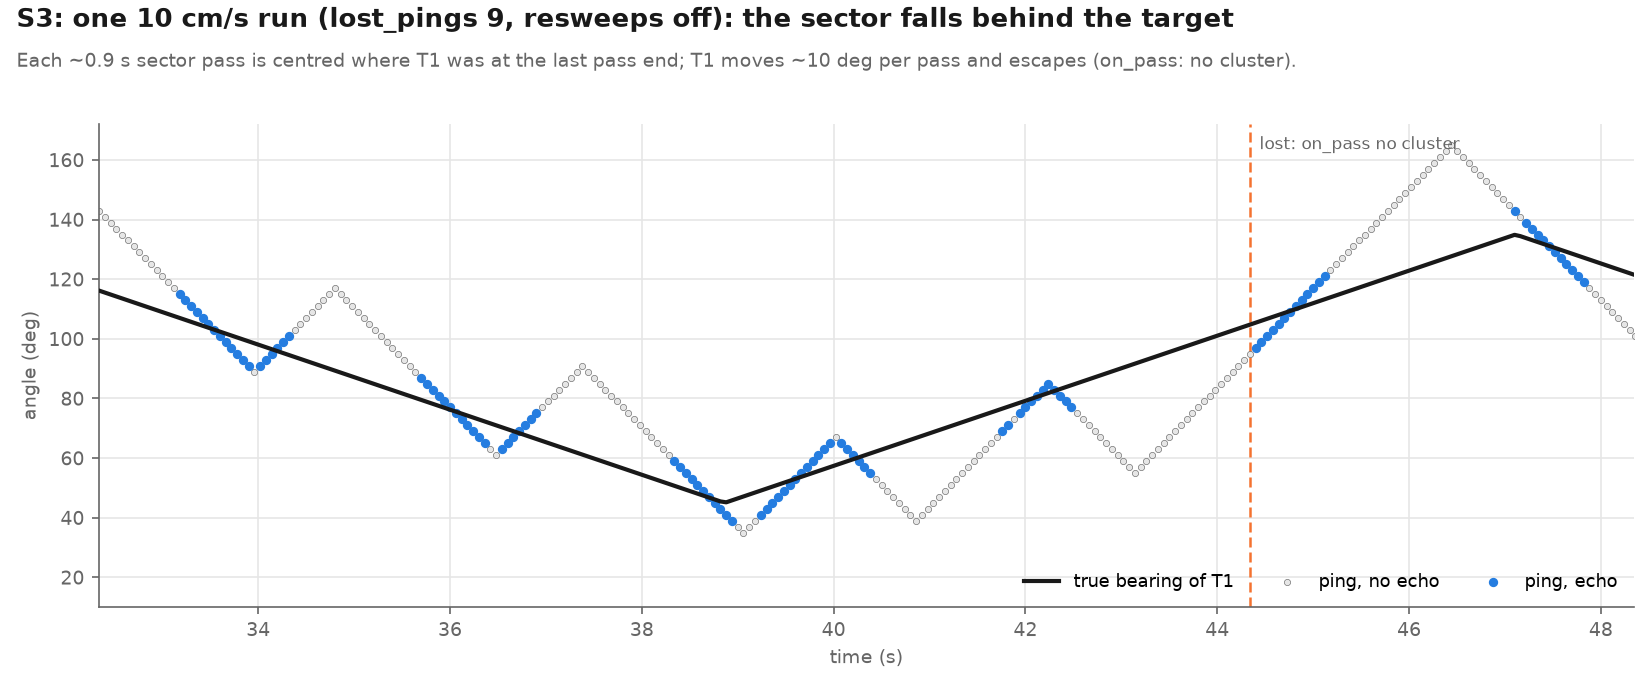 S3: one 10 cm/s run (lost_pings 9, resweeps off): the sector falls behind the target
Each ~0.9 s sector pass is centred where T1 was at the last pass end; T1 moves ~10 deg per pass and escapes (on_pass: no cluster).
lost: on_pass no cluster
160
140
120
100
80
60
40
20
angle (deg)
true bearing of T1
ping, no echo
ping, echo
34 36 38 40 42 44 46 48
time (s)